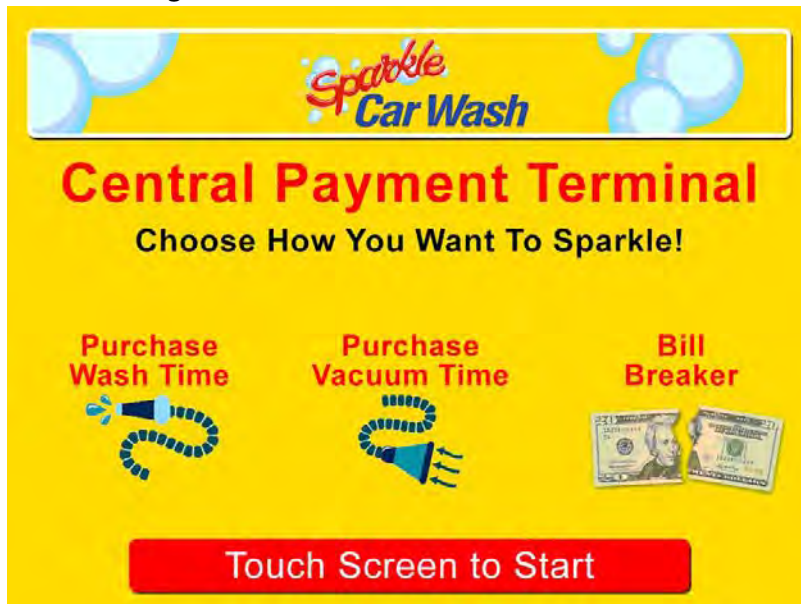 Sparkle
Car Wash
Central Payment Terminal
Choose How You Want To Sparkle!
Purchase
Wash Time
Purchase
Vacuum Time
Bill
Breaker
Touch Screen to Start